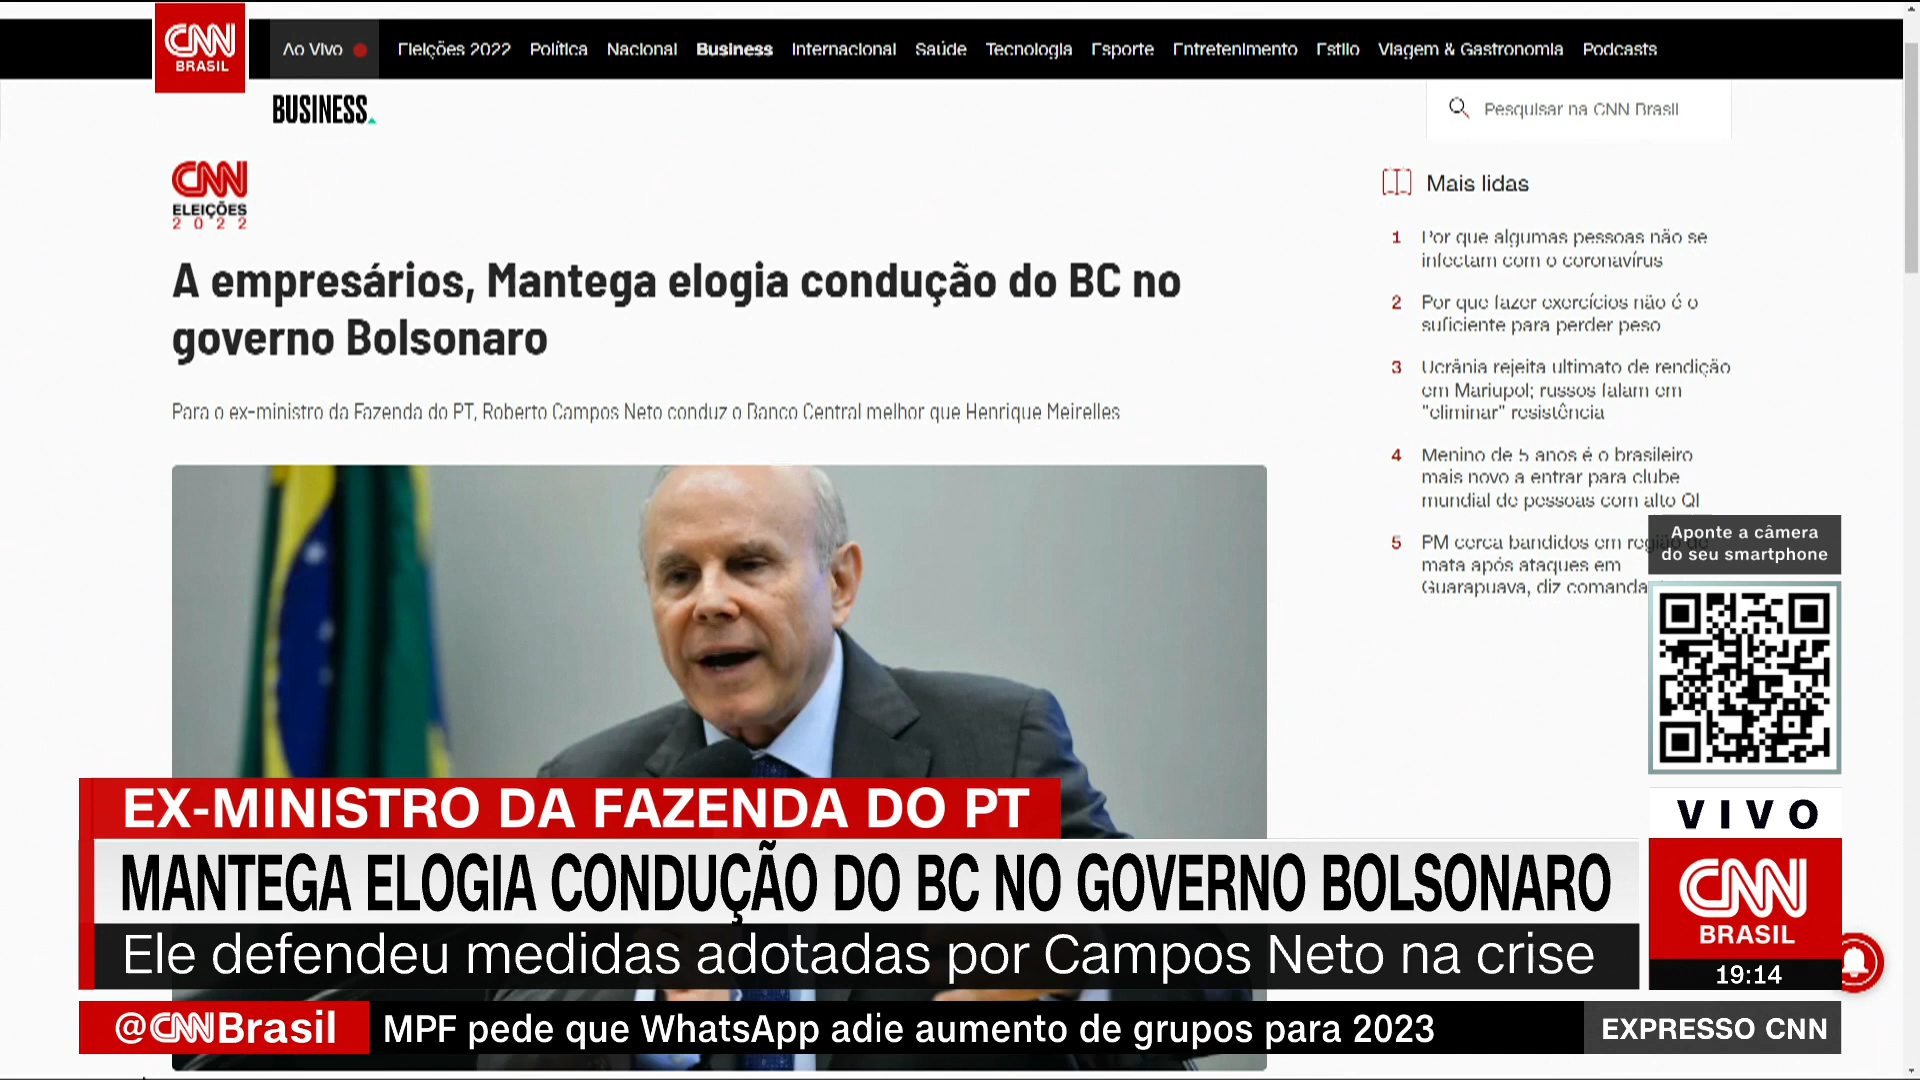 CNN
BRASIL
Ao Vivo
Eleições 2022
Política
Nacional
Business
Internacional
Saúde
Tecnologia
Esporte
Entretenimento
Estilo
Viagem & Gastronomia
Podcasts
BUSINESS
Pesquisar na CNN Brasil
CNN
ELEIÇÕES
2022
A empresários, Mantega elogia condução do BC no
governo Bolsonaro
Para o ex-ministro da Fazenda do PT, Roberto Campos Neto conduz o Banco Central melhor que Henrique Meirelles
Mais lidas
1 Por que algumas pessoas não se
infectam com o coronavírus
2 Por que fazer exercícios não é o
suficiente para perder peso
3 Ucrânia rejeita ultimato de rendição
em Mariupol; russos falam em
"eliminar" resistência
4 Menino de 5 anos é o brasileiro
mais novo a entrar para clube
mundial de pessoas com alto QI
5 PM cerca bandidos em região de
mata após ataques em
Guarapuava, diz comanda
Aponte a câmera
do seu smartphone
EX-MINISTRO DA FAZENDA DO PT
MANTEGA ELOGIA CONDUÇÃO DO BC NO GOVERNO BOLSONARO
Ele defendeu medidas adotadas por Campos Neto na crise
VIVO
CNN
BRASIL
19:14
@CNNBrasil
MPF pede que WhatsApp adie aumento de grupos para 2023
EXPRESSO CNN